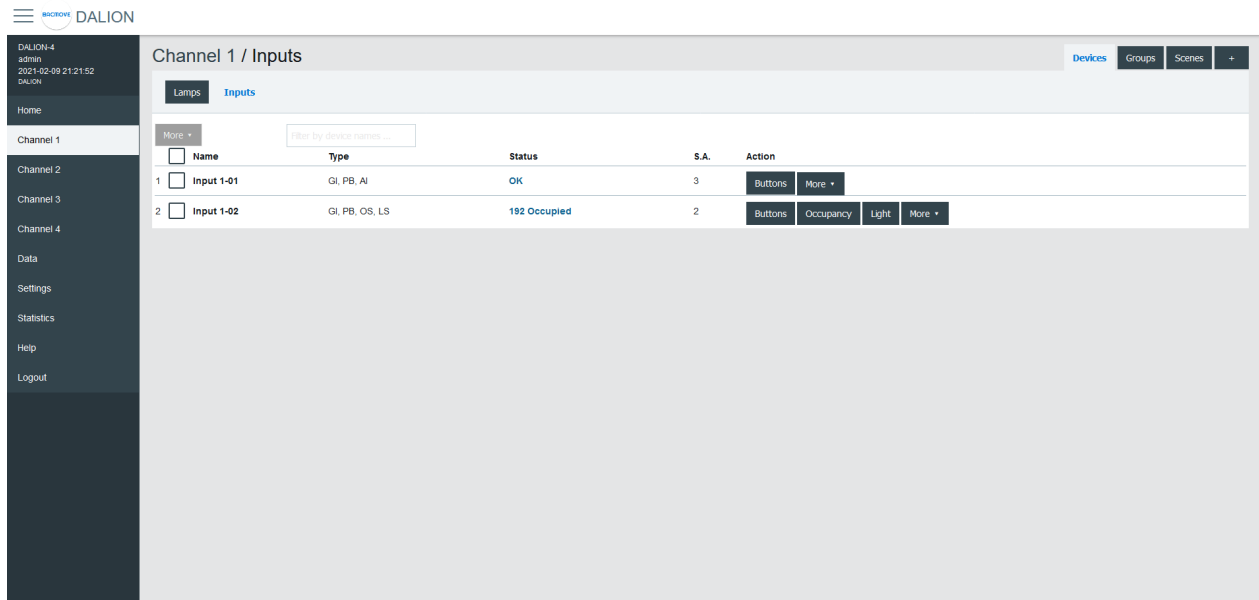 BACMOVE DALION
DALION-4
admin
2021-02-09 21:21:52
DALION
Home
Channel 1
Channel 2
Channel 3
Channel 4
Data
Settings
Statistics
Help
Logout
Channel 1 / Inputs
Devices Groups Scenes +
Lamps Inputs
More Filter by device names ...
Name Type Status S.A. Action
1 Input 1-01 GI, PB, AI OK 3 Buttons More
2 Input 1-02 GI, PB, OS, LS 192 Occupied 2 Buttons Occupancy Light More